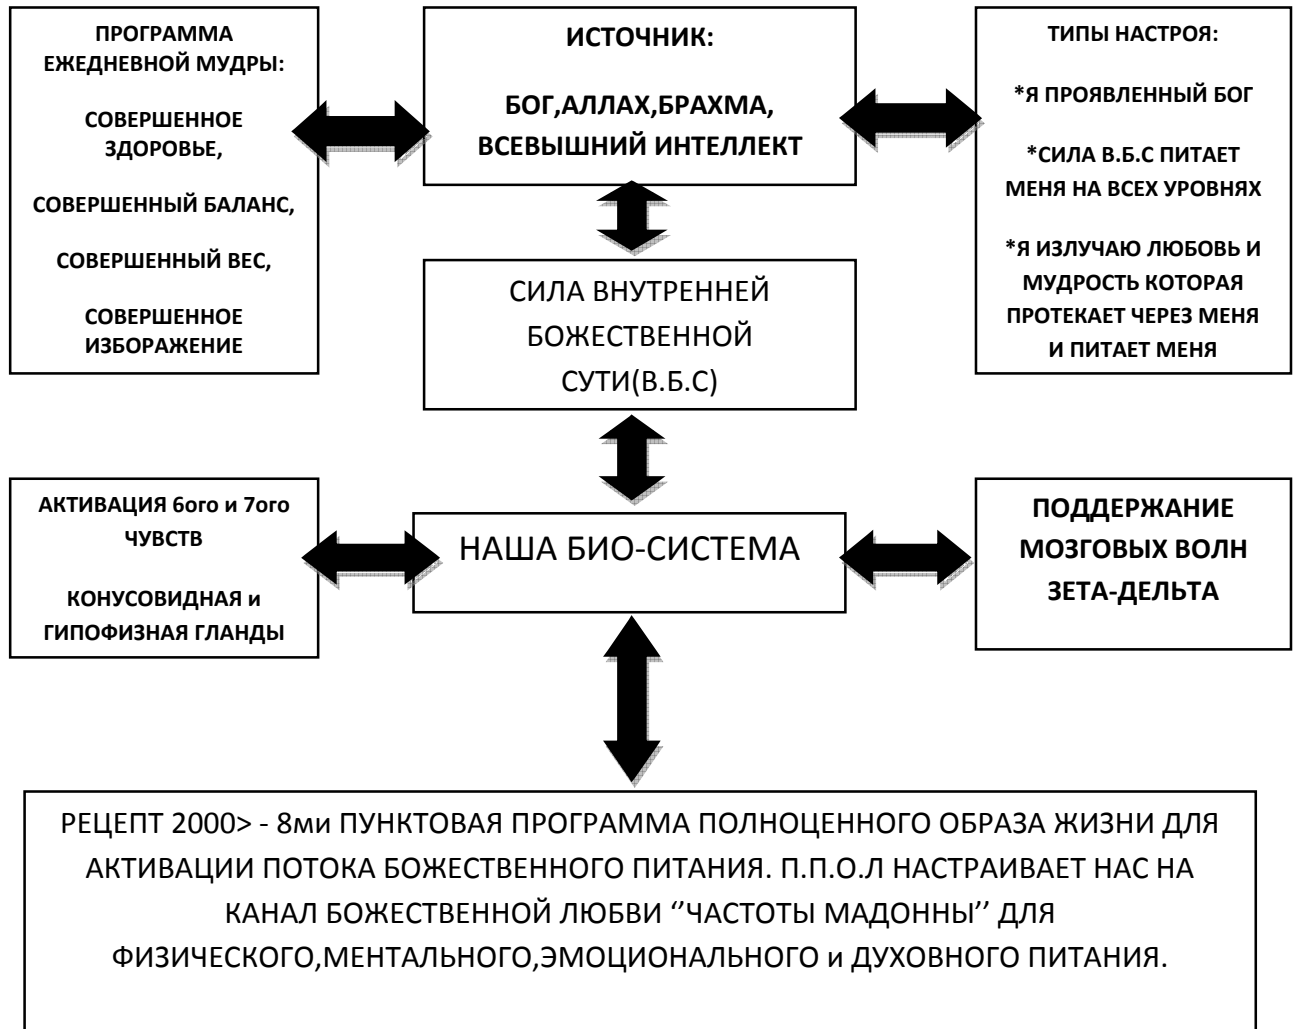 ПРОГРАММА
ЕЖЕДНЕВНОЙ МУДРЫ:
СОВЕРШЕННОЕ
ЗДОРОВЬЕ,
СОВЕРШЕННЫЙ БАЛАНС,
СОВЕРШЕННЫЙ ВЕС,
СОВЕРШЕННОЕ
ИЗБОРАЖЕНИЕ
ИСТОЧНИК:
БОГ,АЛЛАХ,БРАХМА,
ВСЕВЫШНИЙ ИНТЕЛЛЕКТ
ТИПЫ НАСТРОЯ:
*Я ПРОЯВЛЕННЫЙ БОГ
*СИЛА В.Б.С ПИТАЕТ
МЕНЯ НА ВСЕХ УРОВНЯХ
*Я ИЗЛУЧАЮ ЛЮБОВЬ И
МУДРОСТЬ КОТОРАЯ
ПРОТЕКАЕТ ЧЕРЕЗ МЕНЯ
И ПИТАЕТ МЕНЯ
СИЛА ВНУТРЕННЕЙ
БОЖЕСТВЕННОЙ
СУТИ(В.Б.С)
АКТИВАЦИЯ 6ого и 7ого
ЧУВСТВ
КОНУСОВИДНАЯ и
ГИПОФИЗНАЯ ГЛАНДЫ
НАША БИО-СИСТЕМА
ПОДДЕРЖАНИЕ
МОЗГОВЫХ ВОЛН
ЗЕТА-ДЕЛЬТА
РЕЦЕПТ 2000> - 8ми ПУНКТОВАЯ ПРОГРАММА ПОЛНОЦЕННОГО ОБРАЗА ЖИЗНИ ДЛЯ
АКТИВАЦИИ ПОТОКА БОЖЕСТВЕННОГО ПИТАНИЯ. П.П.О.Л НАСТРАИВАЕТ НАС НА
КАНАЛ БОЖЕСТВЕННОЙ ЛЮБВИ ‘’ЧАСТОТЫ МАДОННЫ’’ ДЛЯ
ФИЗИЧЕСКОГО,МЕНТАЛЬНОГО,ЭМОЦИОНАЛЬНОГО и ДУХОВНОГО ПИТАНИЯ.